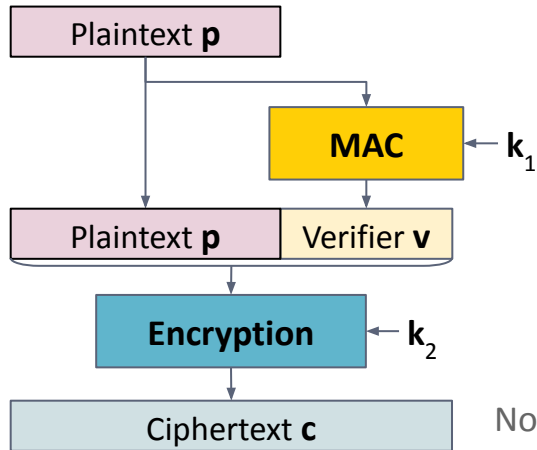 Plaintext p
MAC
k₁
Plaintext p Verifier v
Encryption
k₂
Ciphertext c
No